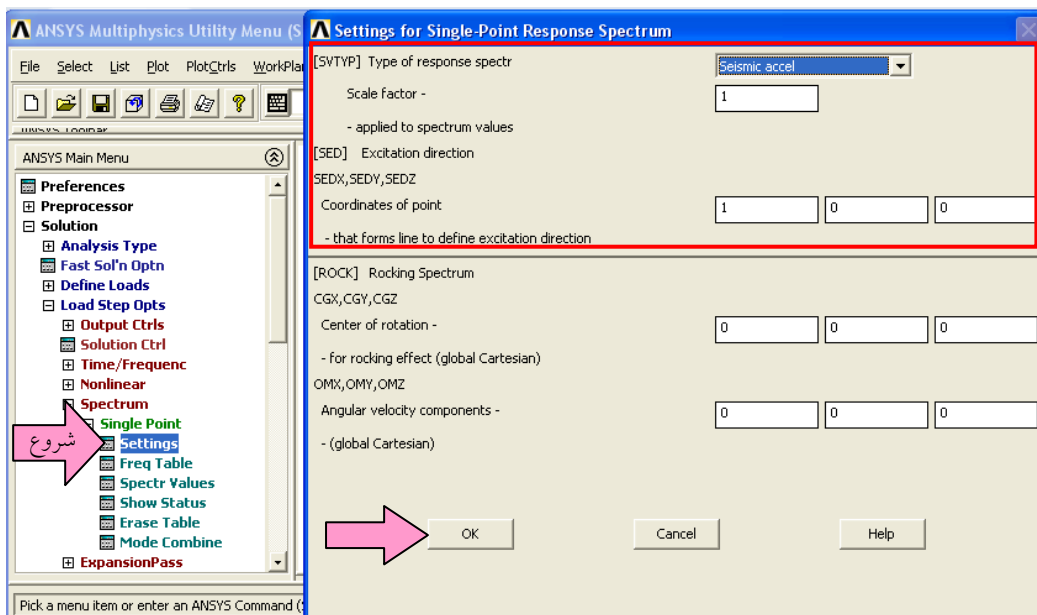 ANSYS Multiphysics Utility Menu (S
File Select List Plot PlotCtrls WorkPla
ANSYS Toolbar
ANSYS Main Menu
Preferences
Preprocessor
Solution
Analysis Type
Fast Sol'n Optn
Define Loads
Load Step Opts
Output Ctrls
Solution Ctrl
Time/Frequenc
Nonlinear
Spectrum
Single Point
شروع
Settings
Freq Table
Spectr Values
Show Status
Erase Table
Mode Combine
ExpansionPass
Pick a menu item or enter an ANSYS Command (
Settings for Single-Point Response Spectrum
[SVTYP] Type of response spectr Seismic accel
Scale factor - 1
- applied to spectrum values
[SED] Excitation direction
SEDX,SEDY,SEDZ
Coordinates of point 1 0 0
- that forms line to define excitation direction
[ROCK] Rocking Spectrum
CGX,CGY,CGZ
Center of rotation - 0 0 0
- for rocking effect (global Cartesian)
OMX,OMY,OMZ
Angular velocity components - 0 0 0
- (global Cartesian)
OK Cancel Help